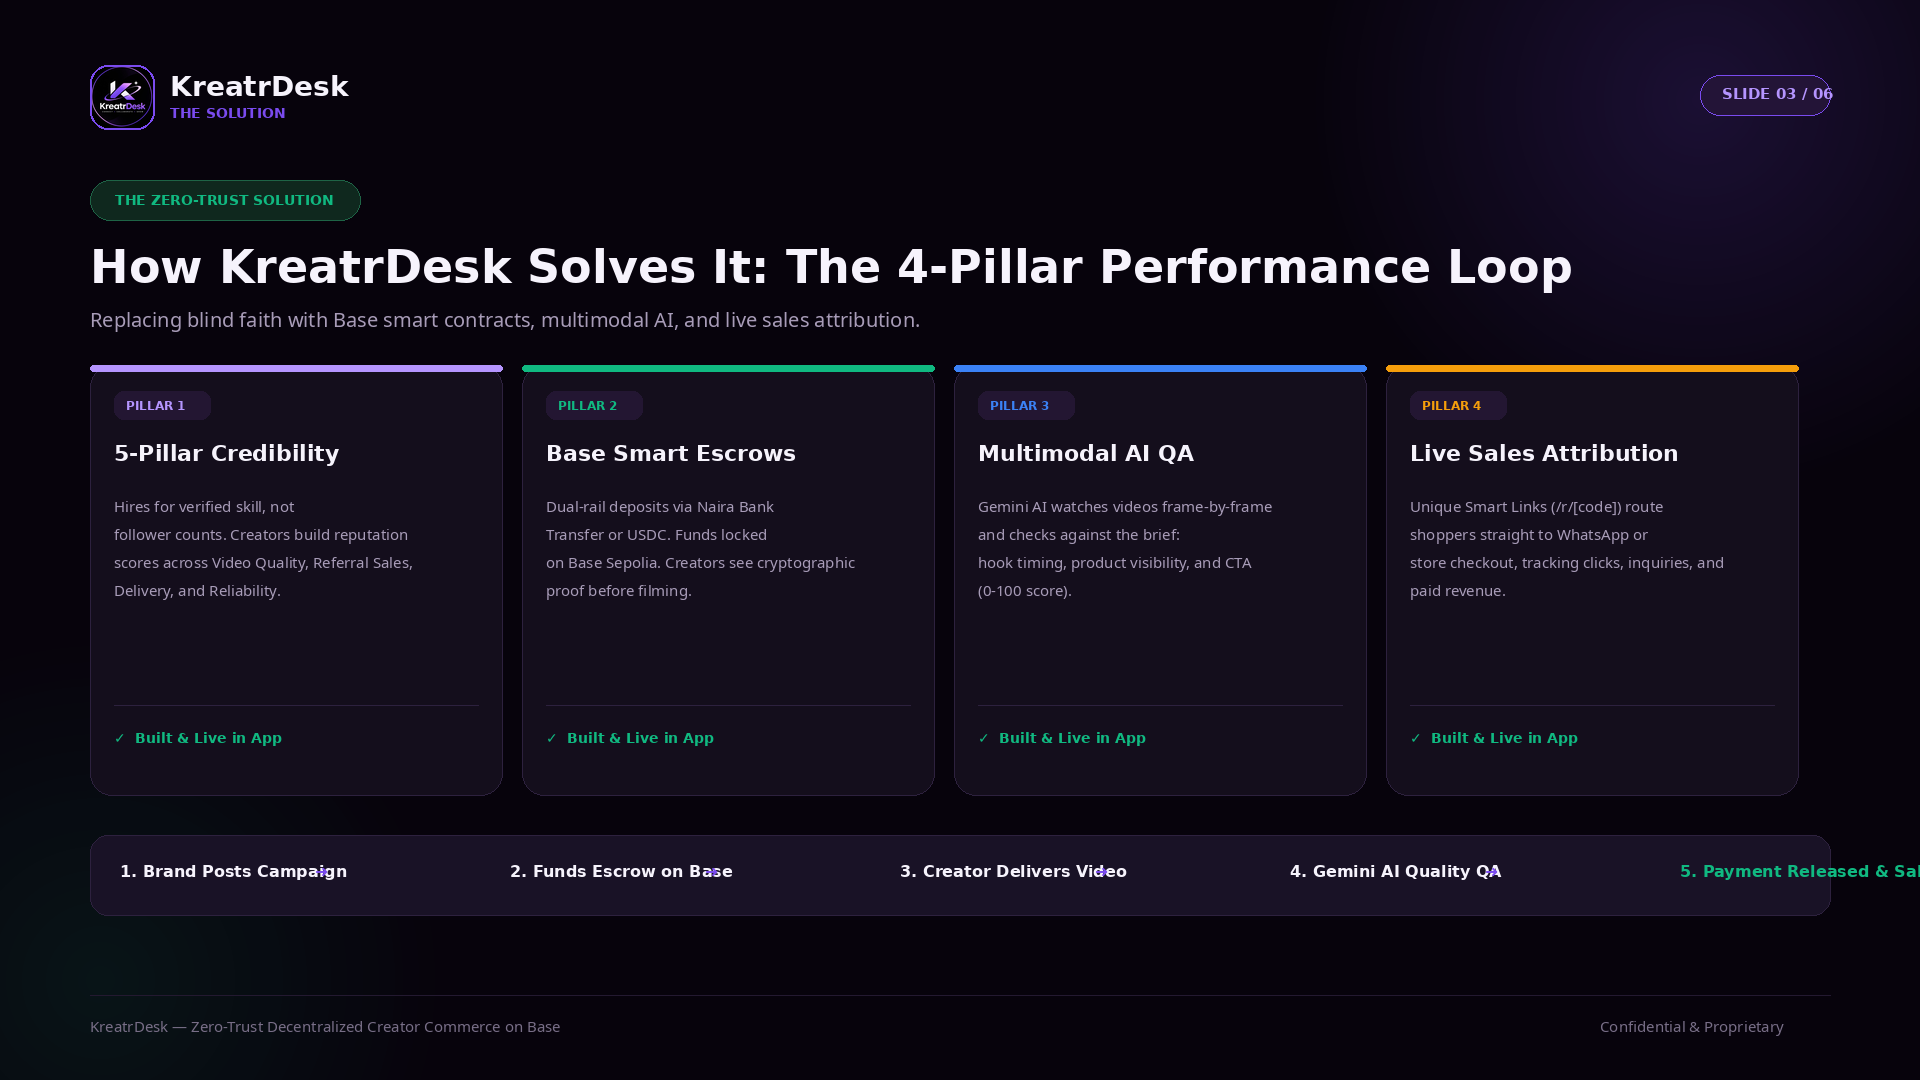 KreatrDesk
KreatrDesk
THE SOLUTION
SLIDE 03 / 06
THE ZERO-TRUST SOLUTION
How KreatrDesk Solves It: The 4-Pillar Performance Loop
Replacing blind faith with Base smart contracts, multimodal AI, and live sales attribution.
PILLAR 1
5-Pillar Credibility
Hires for verified skill, not
follower counts. Creators build reputation
scores across Video Quality, Referral Sales,
Delivery, and Reliability.
✓ Built & Live in App
PILLAR 2
Base Smart Escrows
Dual-rail deposits via Naira Bank
Transfer or USDC. Funds locked
on Base Sepolia. Creators see cryptographic
proof before filming.
✓ Built & Live in App
PILLAR 3
Multimodal AI QA
Gemini AI watches videos frame-by-frame
and checks against the brief:
hook timing, product visibility, and CTA
(0-100 score).
✓ Built & Live in App
PILLAR 4
Live Sales Attribution
Unique Smart Links (/r/[code]) route
shoppers straight to WhatsApp or
store checkout, tracking clicks, inquiries, and
paid revenue.
✓ Built & Live in App
1. Brand Posts Campaign →
2. Funds Escrow on Base →
3. Creator Delivers Video →
4. Gemini AI Quality QA →
5. Payment Released &
KreatrDesk — Zero-Trust Decentralized Creator Commerce on Base
Confidential & Proprietary